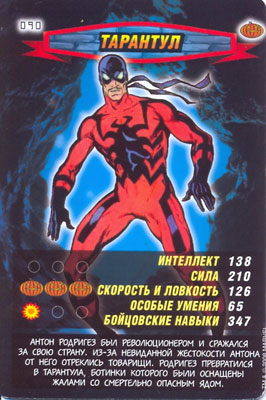 090
ТАРАНТУЛ
ИНТЕЛЛЕКТ 138
СИЛА 210
СКОРОСТЬ И ЛОВКОСТЬ 126
ОСОБЫЕ УМЕНИЯ 65
БОЙЦОВСКИЕ НАВЫКИ 347
АНТОН РОДРИГЕЗ БЫЛ РЕВОЛЮЦИОНЕРОМ И СРАЖАЛСЯ
ЗА СВОЮ СТРАНУ. ИЗ-ЗА НЕВИДАННОЙ ЖЕСТОКОСТИ АНТОНА
ОТ НЕГО ОТРЕКЛИСЬ ТОВАРИЩИ. РОДРИГЕЗ ПРЕВРАТИЛСЯ
В ТАРАНТУЛА, БОТИНКИ КОТОРОГО БЫЛИ ОСНАЩЕНЫ
ЖАЛАМИ СО СМЕРТЕЛЬНО ОПАСНЫМ ЯДОМ.